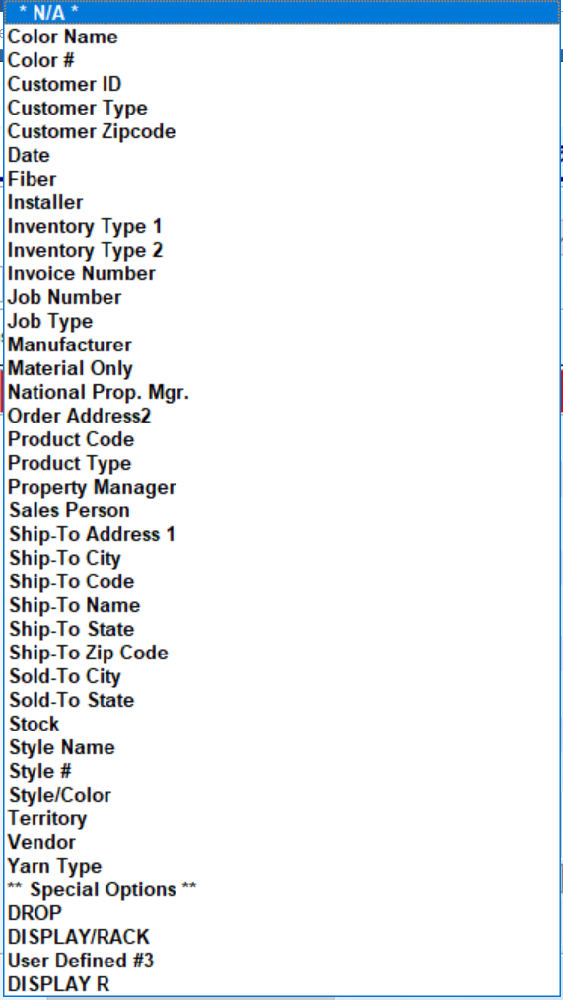 * N/A *
Color Name
Color #
Customer ID
Customer Type
Customer Zipcode
Date
Fiber
Installer
Inventory Type 1
Inventory Type 2
Invoice Number
Job Number
Job Type
Manufacturer
Material Only
National Prop. Mgr.
Order Address2
Product Code
Product Type
Property Manager
Sales Person
Ship-To Address 1
Ship-To City
Ship-To Code
Ship-To Name
Ship-To State
Ship-To Zip Code
Sold-To City
Sold-To State
Stock
Style Name
Style #
Style/Color
Territory
Vendor
Yarn Type
** Special Options **
DROP
DISPLAY/RACK
User Defined #3
DISPLAY R